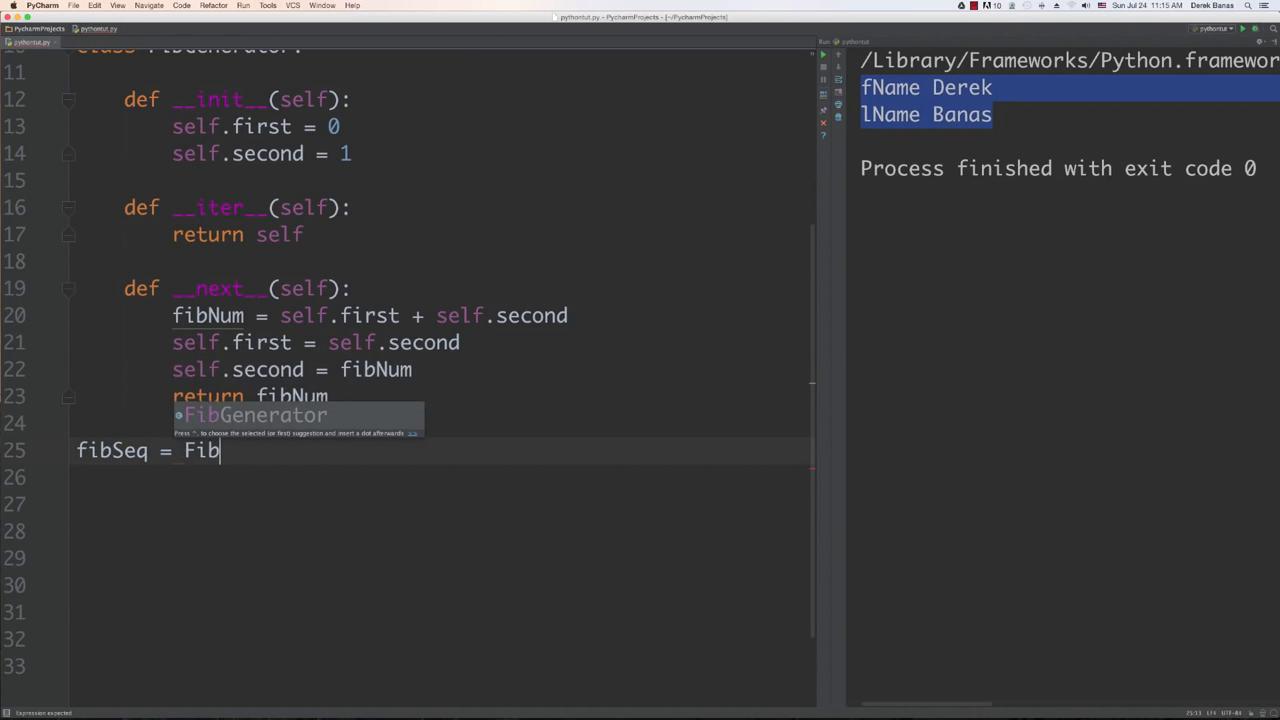 PyCharm File Edit View Navigate Code Refactor Run Tools VCS Window Help 10 Sun Jul 24 11:15 AM Derek Banas
pythontut.py - PycharmProjects - [~/PycharmProjects]
PycharmProjects pythontut.py pythontut
pythontut.py
Run: pythontut
11
12 def __init__(self):
13 self.first = 0
14 self.second = 1
15
16 def __iter__(self):
17 return self
18
19 def __next__(self):
20 fibNum = self.first + self.second
21 self.first = self.second
22 self.second = fibNum
23 return fibNum
FibGenerator
24
Press ^. to choose the selected (or first) suggestion and insert a dot afterwards >>
25 fibSeq = Fib
26
27
28
29
30
31
32
33
/Library/Frameworks/Python.framewor
fName Derek
lName Banas
Process finished with exit code 0
Expression expected
25:13 LF÷ UTF-8÷